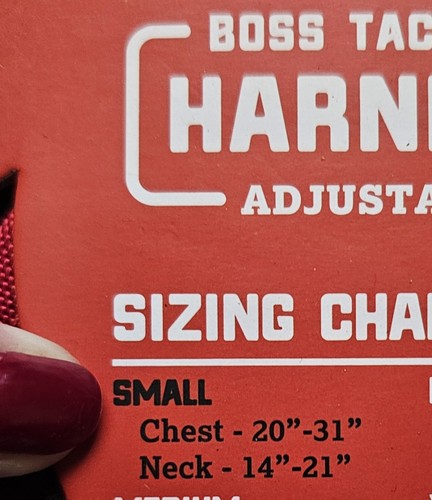 BOSS TAC
HARN
ADJUSTA
SIZING CHA
SMALL
Chest - 20”-31”
Neck - 14”-21”